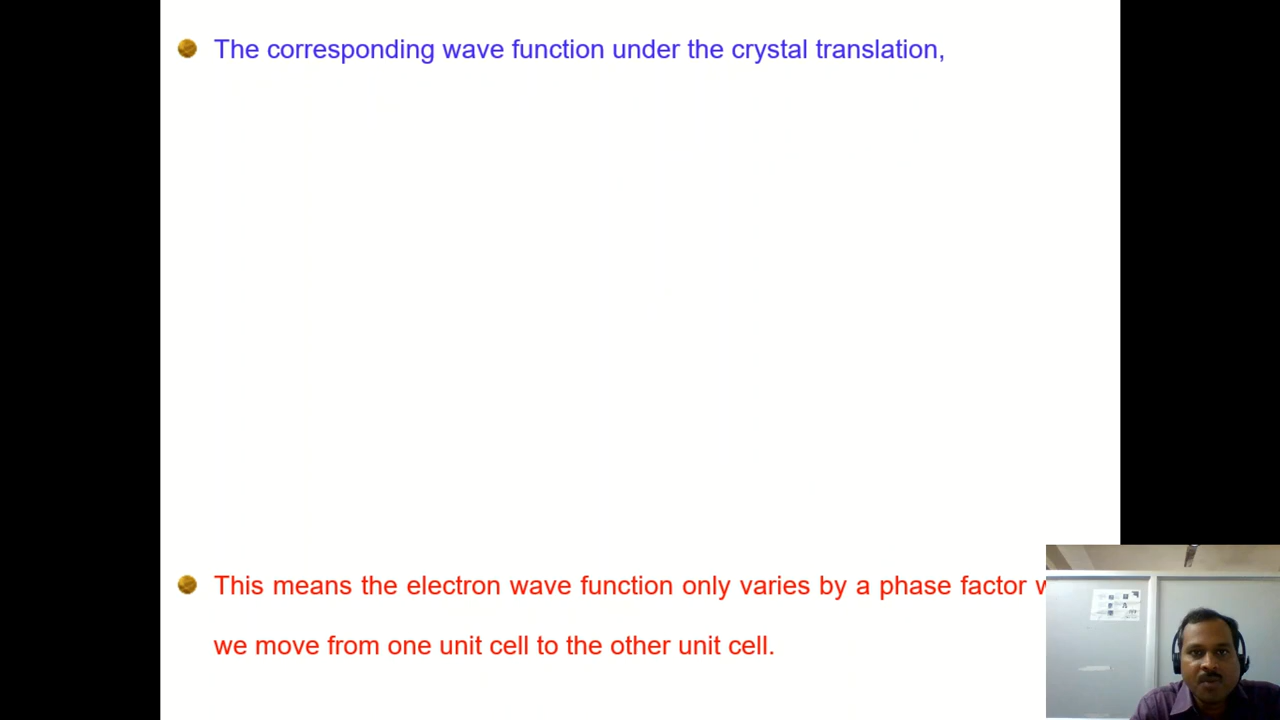 The corresponding wave function under the crystal translation,
This means the electron wave function only varies by a phase factor
we move from one unit cell to the other unit cell.